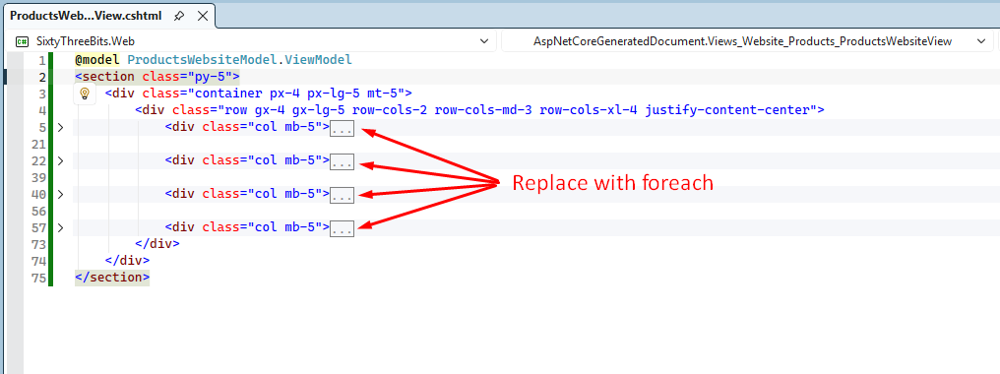 ProductsWeb...View.cshtml
SixtyThreeBits.Web
AspNetCoreGeneratedDocument.Views_Website_Products_ProductsWebsiteView
1 @model ProductsWebsiteModel.ViewModel
2 <section class="py-5">
3 <div class="container px-4 px-lg-5 mt-5">
4 <div class="row gx-4 gx-lg-5 row-cols-2 row-cols-md-3 row-cols-xl-4 justify-content-center">
5 <div class="col mb-5">...
21
22 <div class="col mb-5">...
39
Replace with foreach
40 <div class="col mb-5">...
56
57 <div class="col mb-5">...
73 </div>
74 </div>
75 </section>